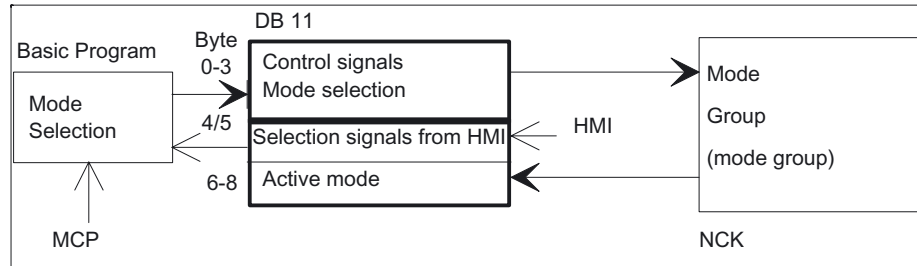 DB 11
Basic Program
Byte
0-3
Control signals
Mode selection
Mode
Selection
4/5
Selection signals from HMI
HMI
6-8
Active mode
Mode
Group
(mode group)
MCP
NCK